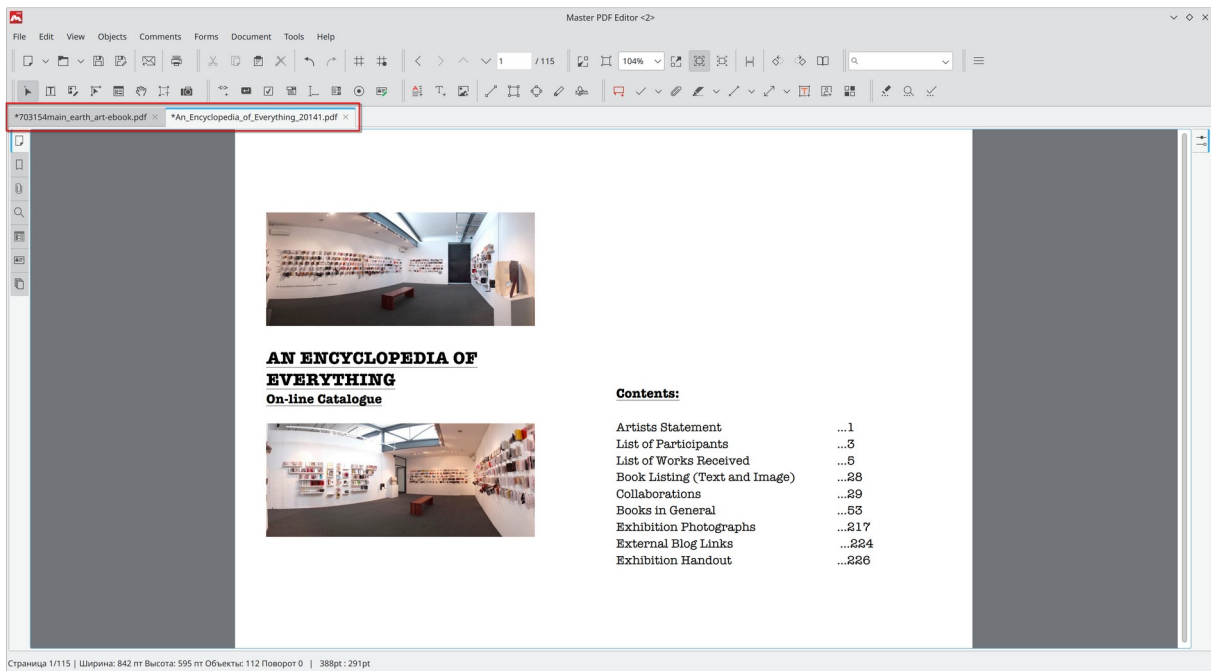 Master PDF Editor <2>
File Edit View Objects Comments Forms Document Tools Help
1 / 115 104%
*703154main_earth_art-ebook.pdf *An_Encyclopedia_of_Everything_20141.pdf
AN ENCYCLOPEDIA OF
EVERYTHING
On-line Catalogue
Contents:
Artists Statement ...1
List of Participants ...3
List of Works Received ...5
Book Listing (Text and Image) ...28
Collaborations ...29
Books in General ...53
Exhibition Photographs ...217
External Blog Links ...224
Exhibition Handout ...226
Страница 1/115 | Ширина: 842 пт Высота: 595 пт Объекты: 112 Поворот 0 | 388pt : 291pt